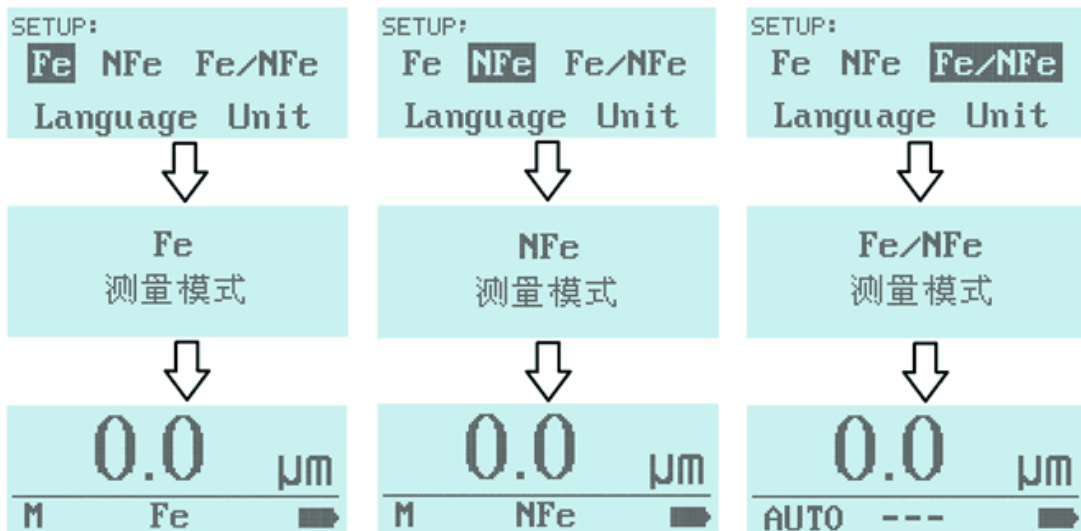 SETUP:
Fe NFe Fe/NFe
Language Unit
Fe
测量模式
0.0 µm
M Fe
SETUP:
Fe NFe Fe/NFe
Language Unit
NFe
测量模式
0.0 µm
M NFe
SETUP:
Fe NFe Fe/NFe
Language Unit
Fe/NFe
测量模式
0.0 µm
AUTO ---